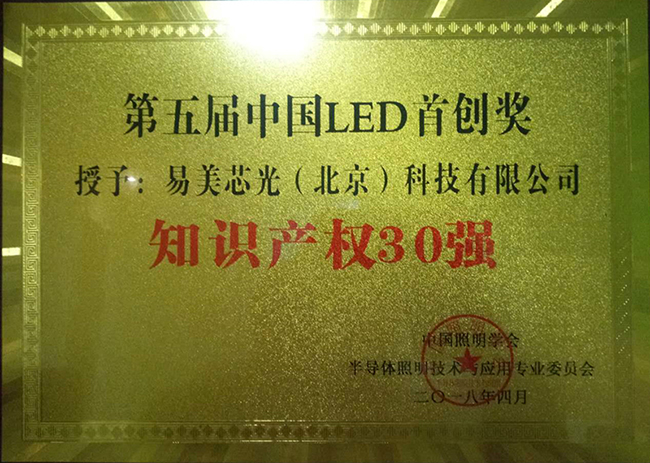 第五届中国LED首创奖
授予：易美芯光（北京）科技有限公司
知识产权30强
中国照明学会
半导体照明技术与应用专业委员会
二〇一八年四月